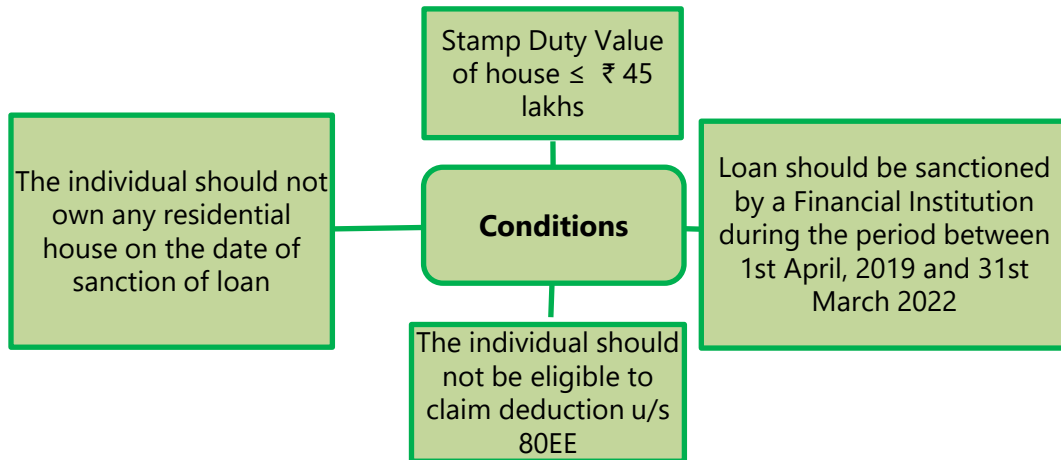 Stamp Duty Value
of house ≤ ₹ 45
lakhs
The individual should not
own any residential
house on the date of
sanction of loan
Conditions
Loan should be sanctioned
by a Financial Institution
during the period between
1st April, 2019 and 31st
March 2022
The individual should
not be eligible to
claim deduction u/s
80EE